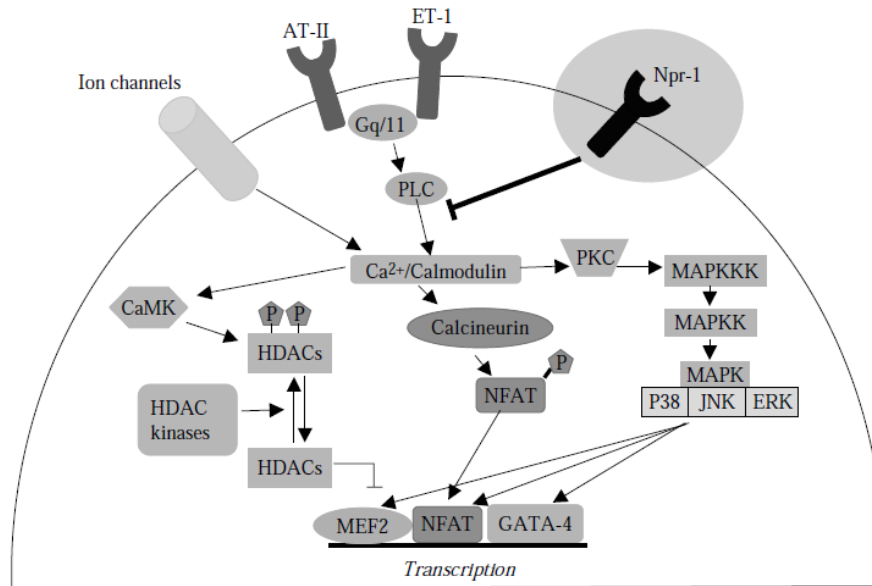 ET-1
AT-II
Npr-1
Ion channels
Gq/11
PLC
PKC
Ca2+/Calmodulin
MAPKKK
CaMK
P P
Calcineurin
MAPKK
HDACs
P
MAPK
NFAT
P38 JNK ERK
HDAC
kinases
HDACs
MEF2 NFAT GATA-4
Transcription